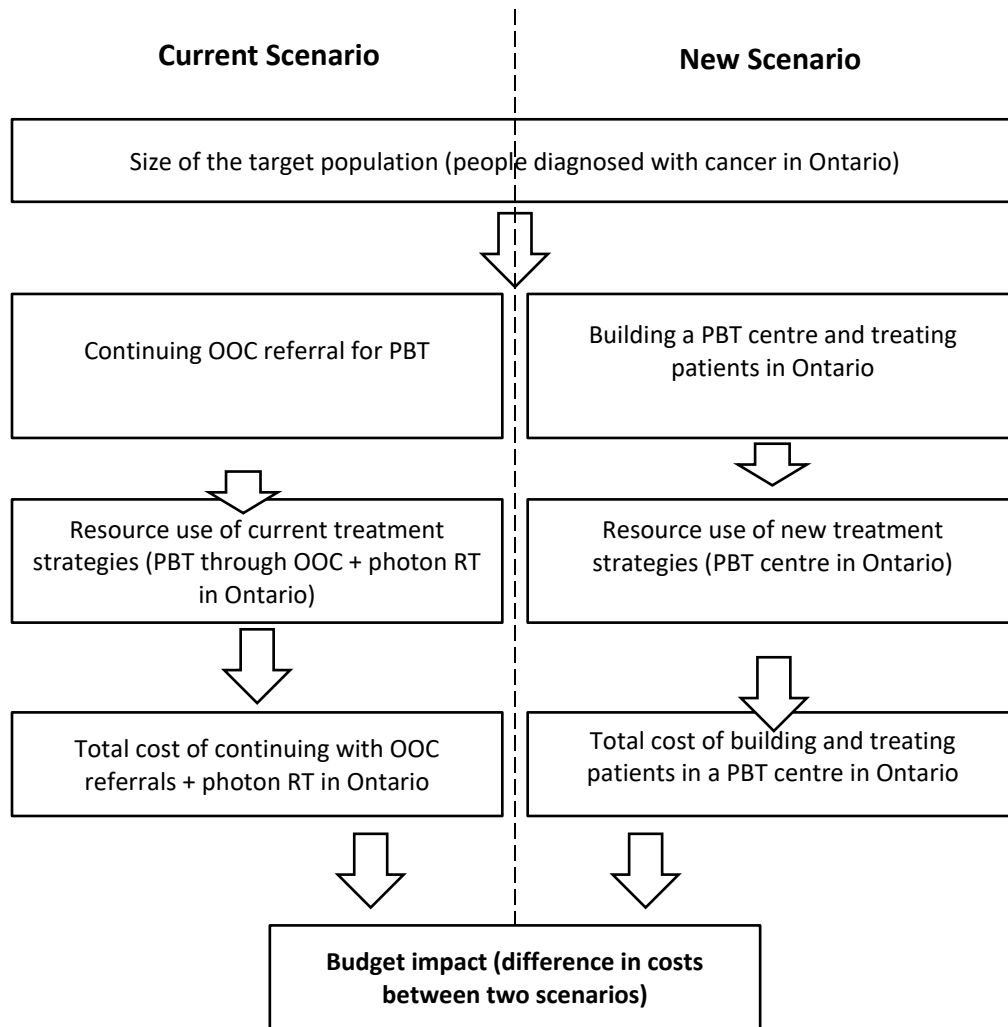 Current Scenario
New Scenario
Size of the target population (people diagnosed with cancer in Ontario)
Continuing OOC referral for PBT
Building a PBT centre and treating
patients in Ontario
Resource use of current treatment
strategies (PBT through OOC + photon RT
in Ontario)
Resource use of new treatment
strategies (PBT centre in Ontario)
Total cost of continuing with OOC
referrals + photon RT in Ontario
Total cost of building and treating
patients in a PBT centre in Ontario
Budget impact (difference in costs
between two scenarios)